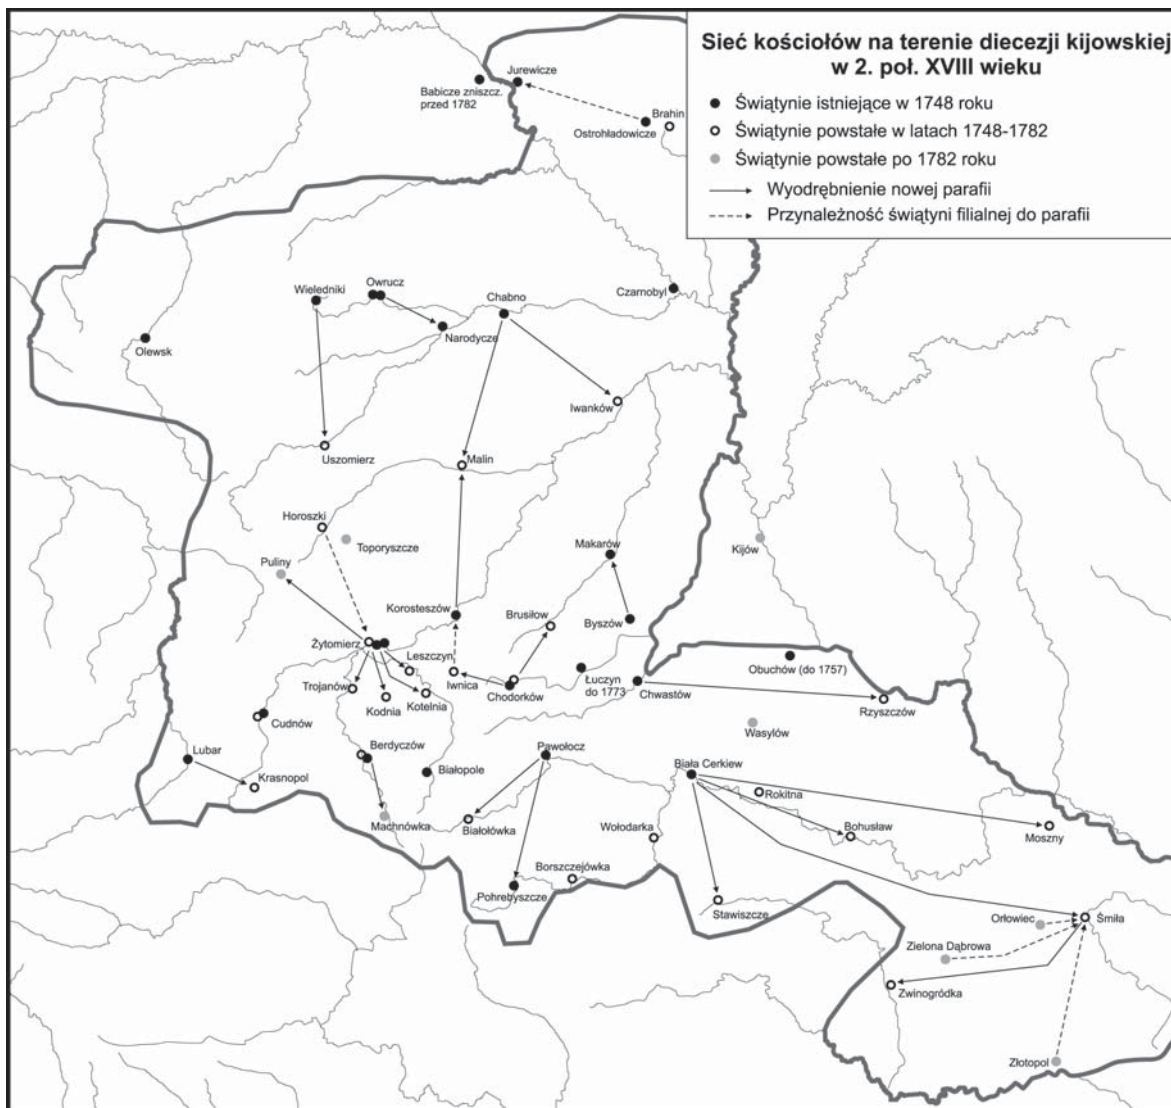 Sieć kościołów na terenie diecezji kijowskiej
w 2. poł. XVIII wieku
Świątynie istniejące w 1748 roku
Świątynie powstałe w latach 1748-1782
Świątynie powstałe po 1782 roku
Wyodrębnienie nowej parafii
Przynależność świątyni filialnej do parafii
Jurewicze
Babicze zniszcz.
przed 1782
Brahin
Ostrohładowicze
Wieledniki
Owrucz
Chabno
Czarnobyl
Narodycze
Olewsk
Iwanków
Uszomierz
Malin
Horoszki
Toporyszcze
Kijów
Makarów
Puliny
Korosteszów
Brusiłow
Byszów
Żytomierz
Leszczyn
Iwnica
Obuchów (do 1757)
Łuczyn
do 1773
Trojanów
Kodnia
Kotelnia
Chodorków
Chwastów
Rzyszczów
Cudnów
Wasylów
Lubar
Berdyczów
Pawołocz
Białopole
Biała Cerkiew
Krasnopol
Rokitna
Machnówka
Białołówka
Wołodarka
Bohusław
Moszny
Borszczejówka
Pohrebyszcze
Stawiszcze
Orłowiec
Śmiła
Zielona Dąbrowa
Zwinogródka
Złotopol